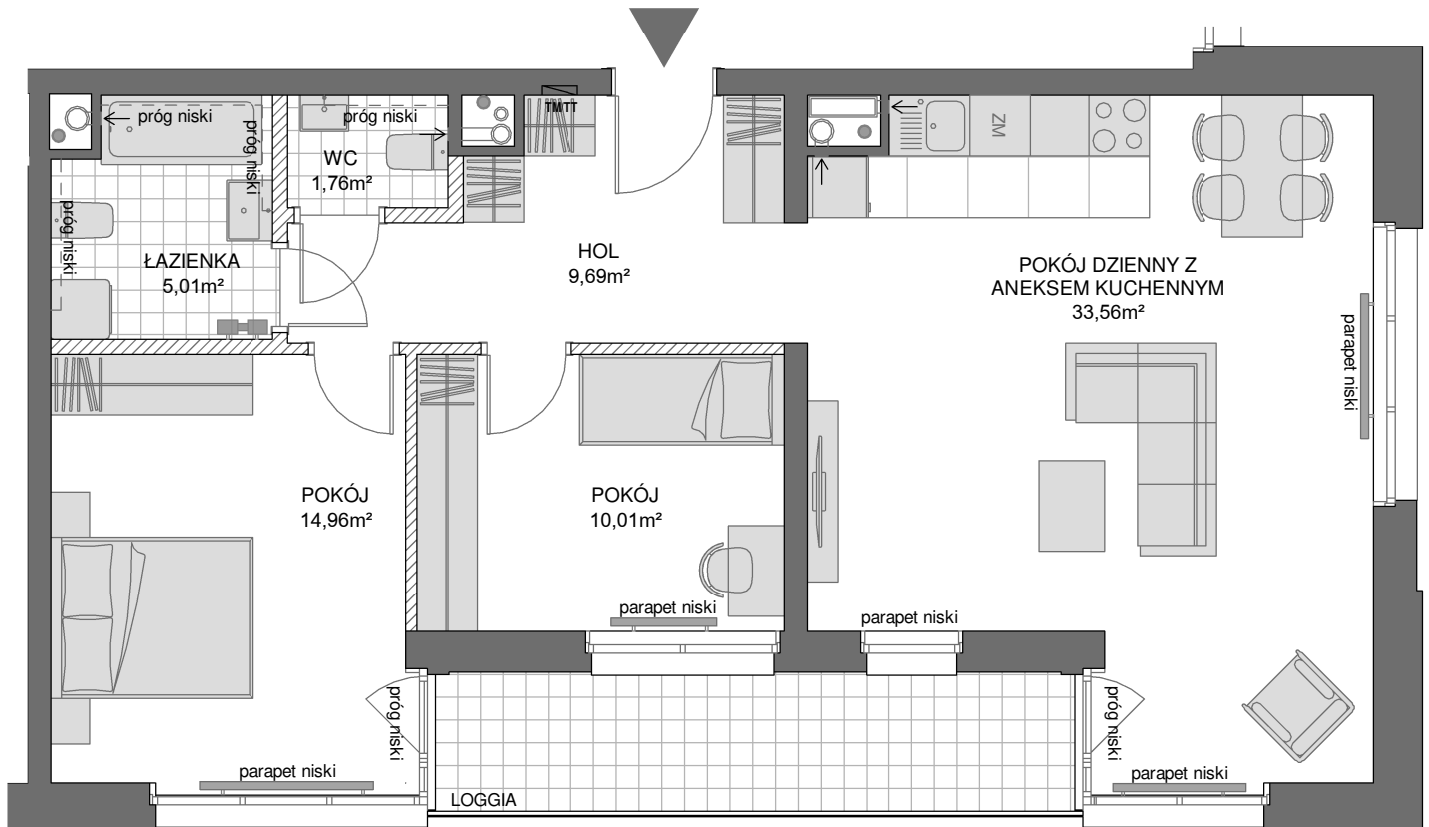 próg niski
próg niski
TMTT
ZM
próg niski
WC
1,76m²
próg niski
ŁAZIENKA
5,01m²
HOL
9,69m²
POKÓJ DZIENNY Z
ANEKSEM KUCHENNYM
33,56m²
parapet niski
POKÓJ
14,96m²
POKÓJ
10,01m²
parapet niski
parapet niski
próg niski
próg niski
parapet niski
parapet niski
LOGGIA